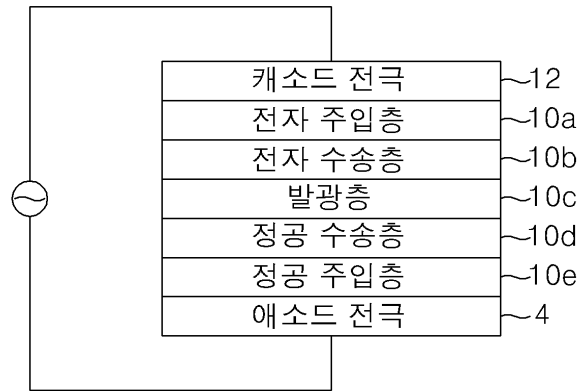 캐소드 전극 12
전자 주입층 10a
전자 수송층 10b
발광층 10c
정공 수송층 10d
정공 주입층 10e
애소드 전극 4